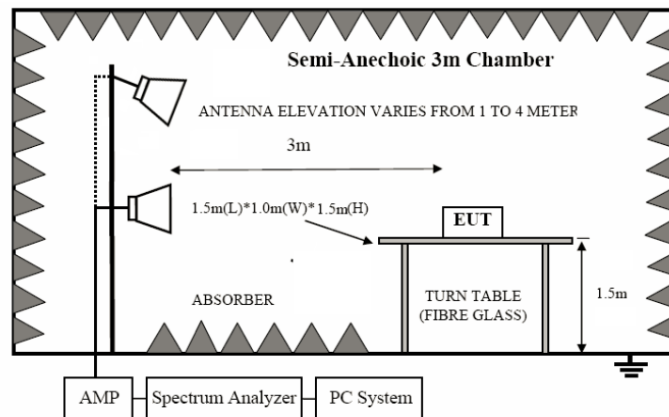 Semi-Anechoic 3m Chamber
ANTENNA ELEVATION VARIES FROM 1 TO 4 METER
3m
1.5m(L)*1.0m(W)*1.5m(H)
EUT
ABSORBER
TURN TABLE
(FIBRE GLASS)
1.5m
AMP
Spectrum Analyzer
PC System